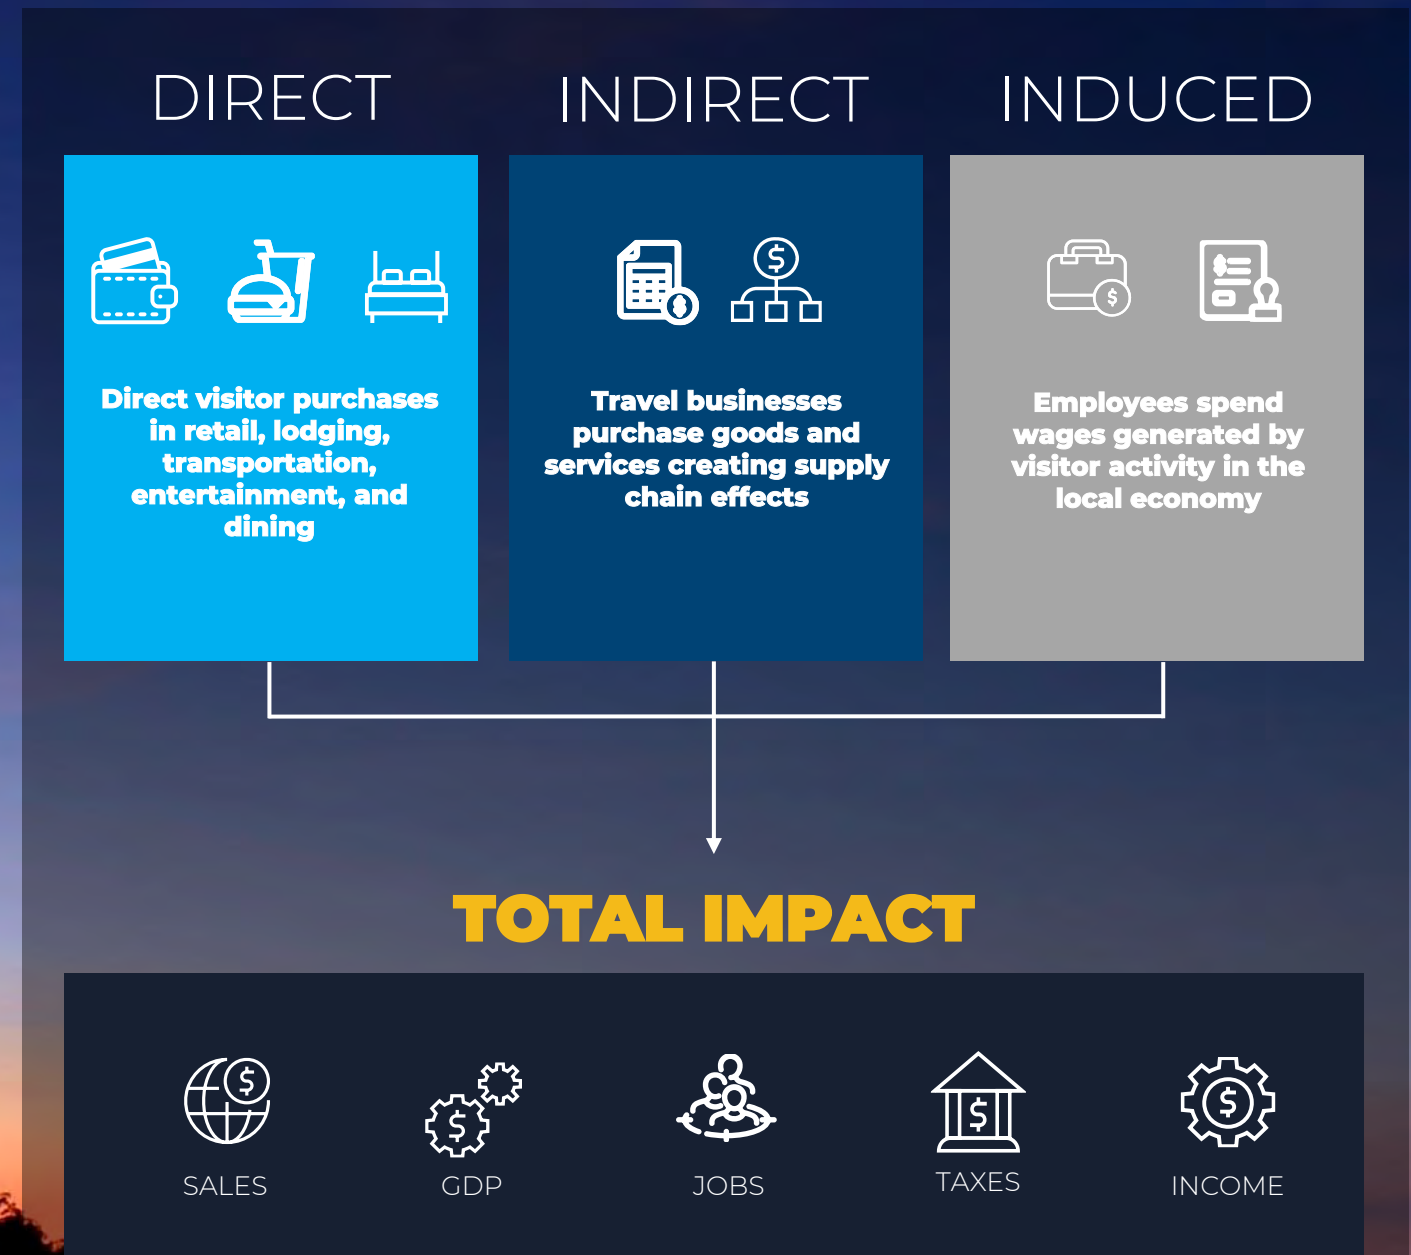 DIRECT
INDIRECT
INDUCED
Direct visitor purchases
in retail, lodging,
transportation,
entertainment, and
dining
Travel businesses
purchase goods and
services creating supply
chain effects
Employees spend
wages generated by
visitor activity in the
local economy
TOTAL IMPACT
SALES
GDP
JOBS
TAXES
INCOME